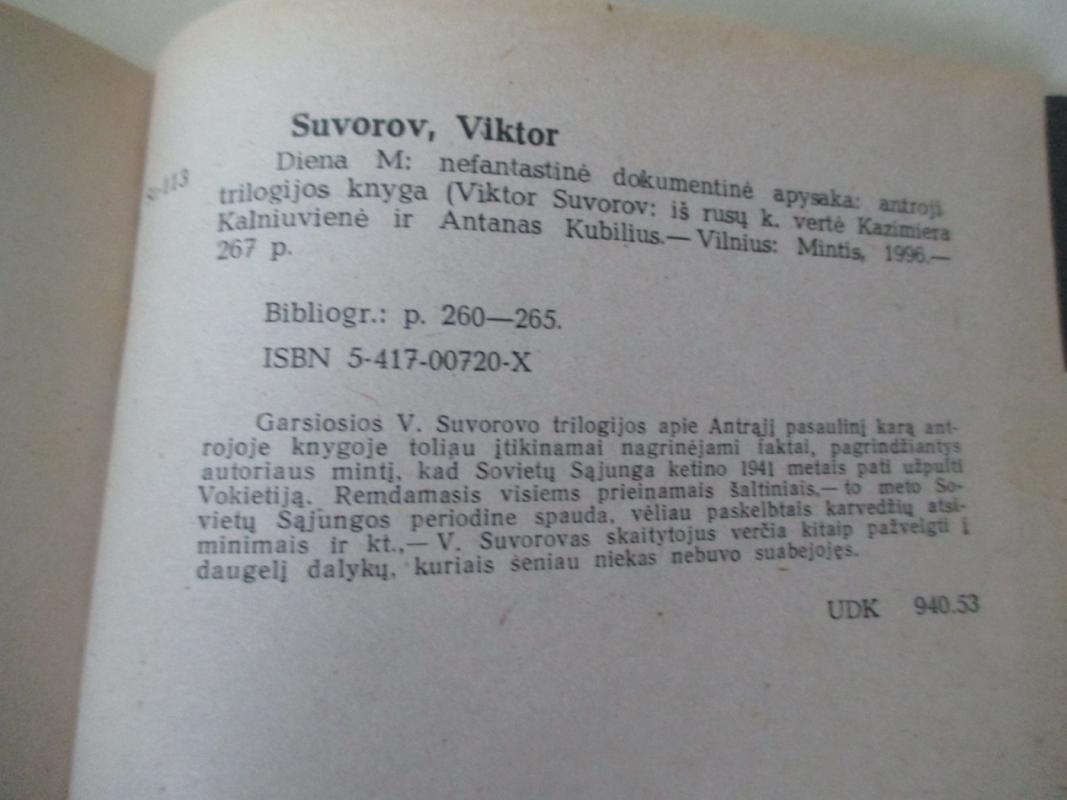 Suvorov, Viktor
Diena M: nefantastinė dokumentinė apysaka: antroji
trilogijos knyga (Viktor Suvorov: iš rusų k. vertė Kazimiera
Kalniuvienė ir Antanas Kubilius.— Vilnius: Mintis, 1996.—
267 p.
Bibliogr.: p. 260—265.
ISBN 5-417-00720-X
Garsiosios V. Suvorovo trilogijos apie Antrąjį pasaulinį karą ant-
rojoje knygoje toliau įtikinamai nagrinėjami faktai, pagrindžiantys
autoriaus mintį, kad Sovietų Sąjunga ketino 1941 metais pati užpulti
Vokietiją. Remdamasis visiems prieinamais šaltiniais,— to meto So-
vietų Sąjungos periodine spauda, vėliau paskelbtais karvedžių atsi-
minimais ir kt.,— V. Suvorovas skaitytojus verčia kitaip pažvelgti į
daugelį dalykų, kuriais seniau niekas nebuvo suabejojęs.
UDK 940.53